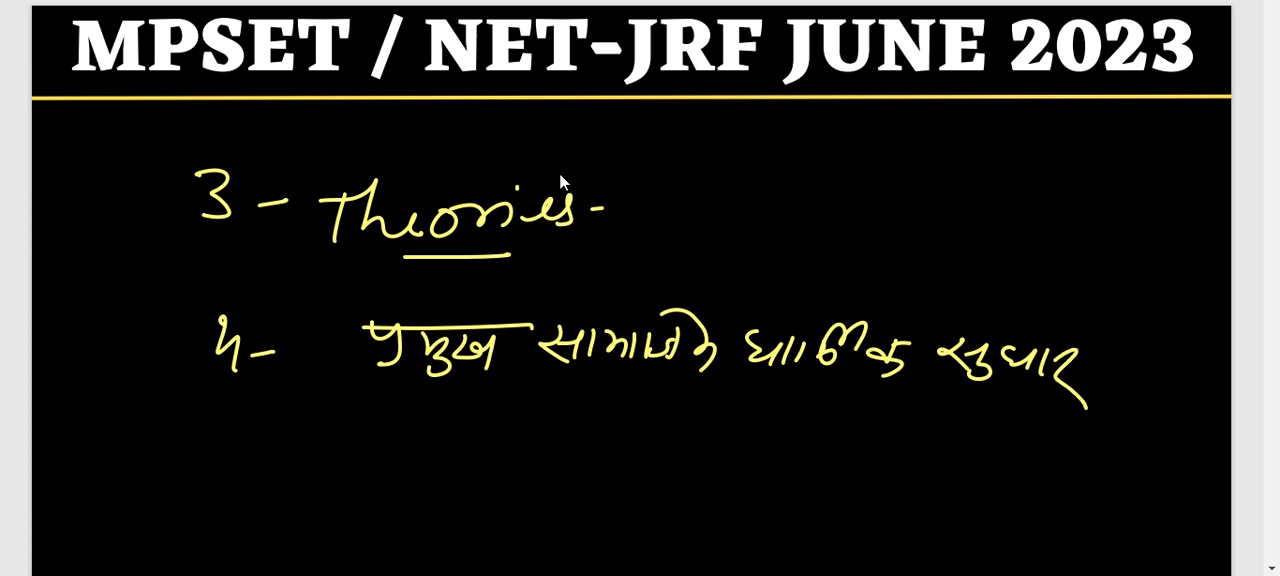 MPSET / NET-JRF JUNE 2023
3 - Theories -
4 - प्रमुख सामाजिक धार्मिक सुधार